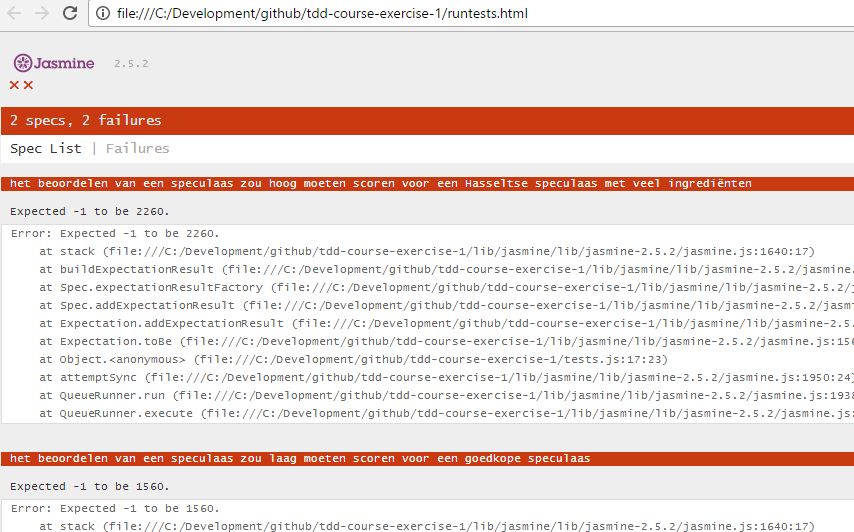 file:///C:/Development/github/tdd-course-exercise-1/runtests.html
Jasmine 2.5.2
××
2 specs, 2 failures
Spec List | Failures
het beoordelen van een speculaas zou hoog moeten scoren voor een Hasseltse speculaas met veel ingrediënten
Expected -1 to be 2260.
Error: Expected -1 to be 2260.
at stack (file:///C:/Development/github/tdd-course-exercise-1/lib/jasmine/lib/jasmine-2.5.2/jasmine.js:1640:17)
at buildExpectationResult (file:///C:/Development/github/tdd-course-exercise-1/lib/jasmine/lib/jasmine-2.5.2/jasmine.
at Spec.expectationResultFactory (file:///C:/Development/github/tdd-course-exercise-1/lib/jasmine/lib/jasmine-2.5.2/j
at Spec.addExpectationResult (file:///C:/Development/github/tdd-course-exercise-1/lib/jasmine/lib/jasmine-2.5.2/jasmi
at Expectation.addExpectationResult (file:///C:/Development/github/tdd-course-exercise-1/lib/jasmine/lib/jasmine-2.5.
at Expectation.toBe (file:///C:/Development/github/tdd-course-exercise-1/lib/jasmine/lib/jasmine-2.5.2/jasmine.js:156
at Object.<anonymous> (file:///C:/Development/github/tdd-course-exercise-1/tests.js:17:23)
at attemptSync (file:///C:/Development/github/tdd-course-exercise-1/lib/jasmine/lib/jasmine-2.5.2/jasmine.js:1950:24)
at QueueRunner.run (file:///C:/Development/github/tdd-course-exercise-1/lib/jasmine/lib/jasmine-2.5.2/jasmine.js:1938
at QueueRunner.execute (file:///C:/Development/github/tdd-course-exercise-1/lib/jasmine/lib/jasmine-2.5.2/jasmine.js:
het beoordelen van een speculaas zou laag moeten scoren voor een goedkope speculaas
Expected -1 to be 1560.
Error: Expected -1 to be 1560.
at stack (file:///C:/Development/github/tdd-course-exercise-1/lib/jasmine/lib/jasmine-2.5.2/jasmine.js:1640:17)